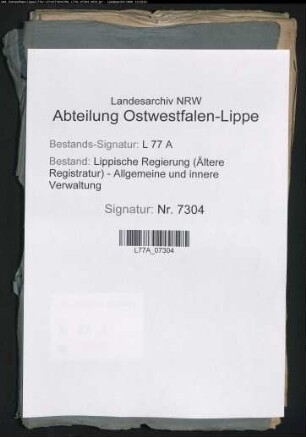 Landesarchiv NRW
Abteilung Ostwestfalen-Lippe
Bestands-Signatur: L 77 A
Bestand: Lippische Regierung (Ältere
Registratur) - Allgemeine und innere
Verwaltung
Signatur: Nr. 7304
L77A_07304